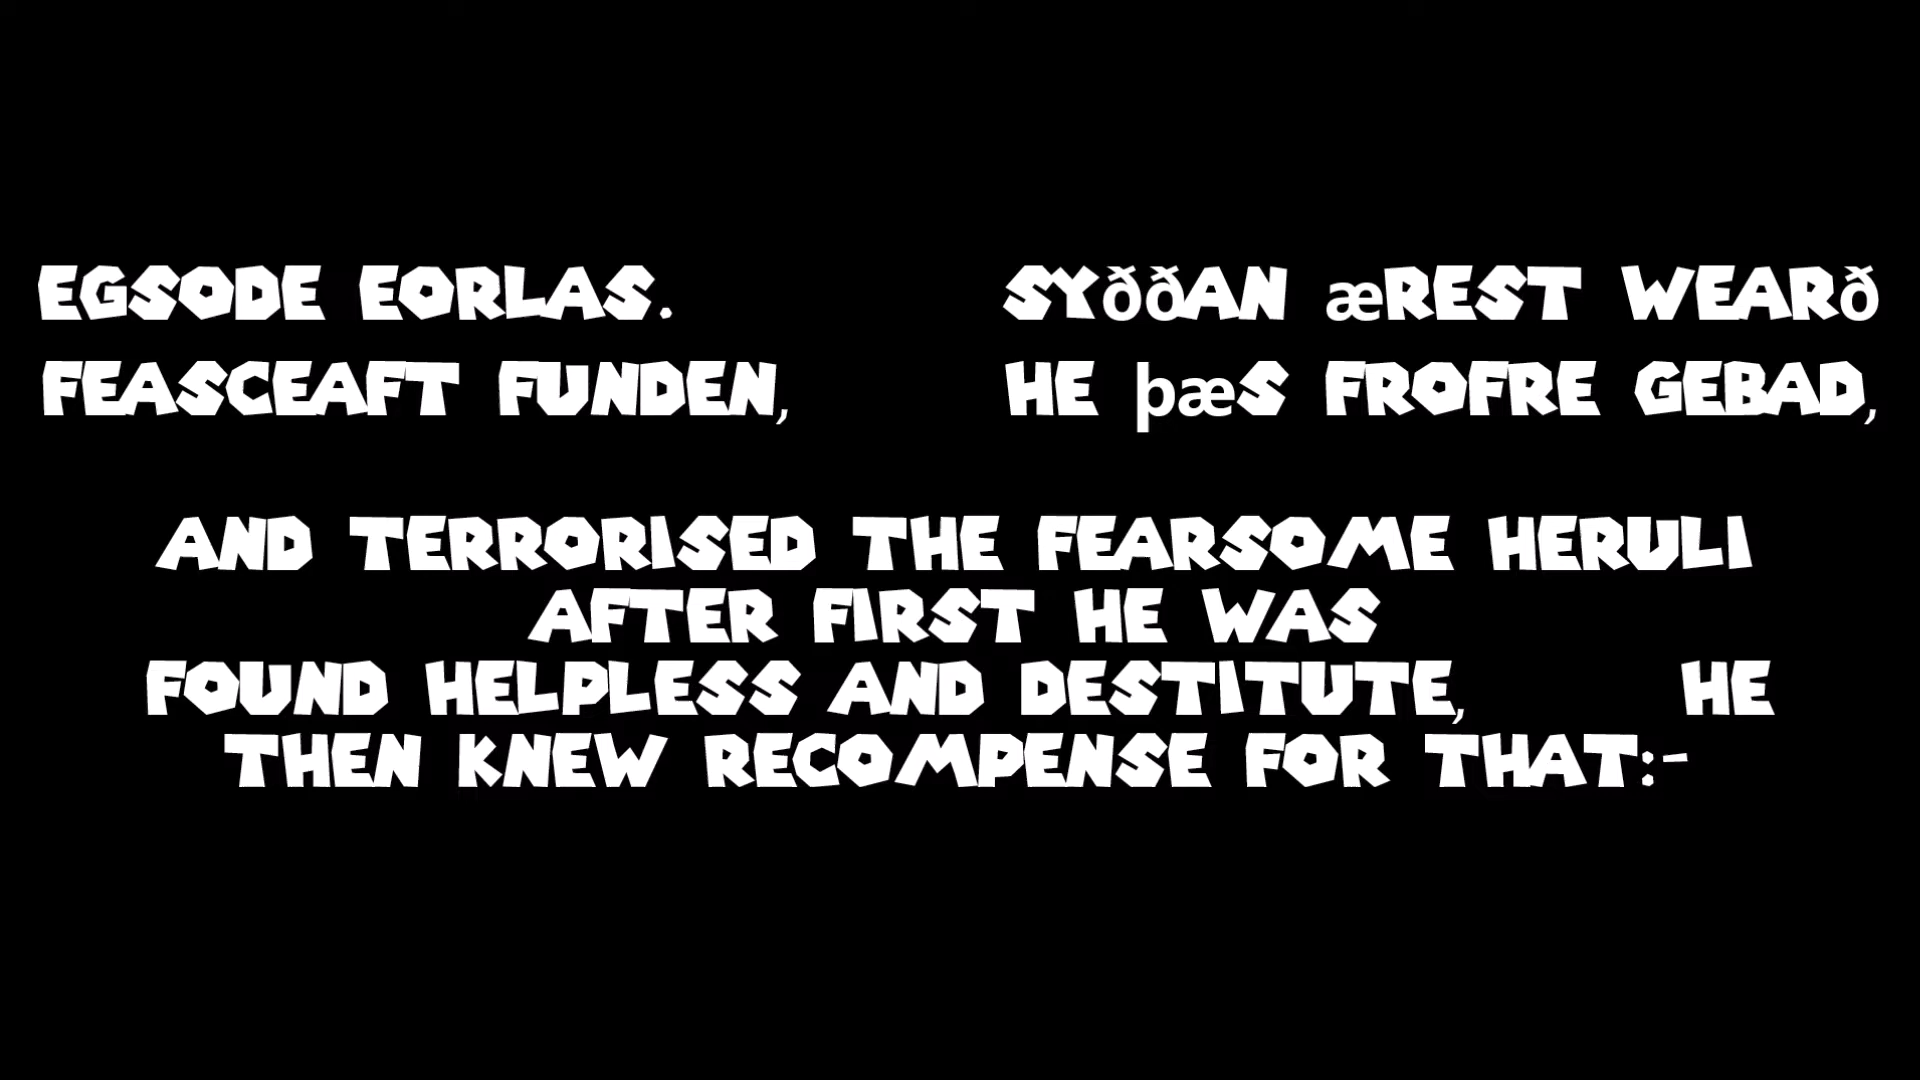 EGSODE EORLAS. SYððAN æREST WEARð
FEASCEAFT FUNDEN, HE þæS FROFRE GEBAD,
AND TERRORISED THE FEARSOME HERULI
AFTER FIRST HE WAS
FOUND HELPLESS AND DESTITUTE, HE
THEN KNEW RECOMPENSE FOR THAT:-